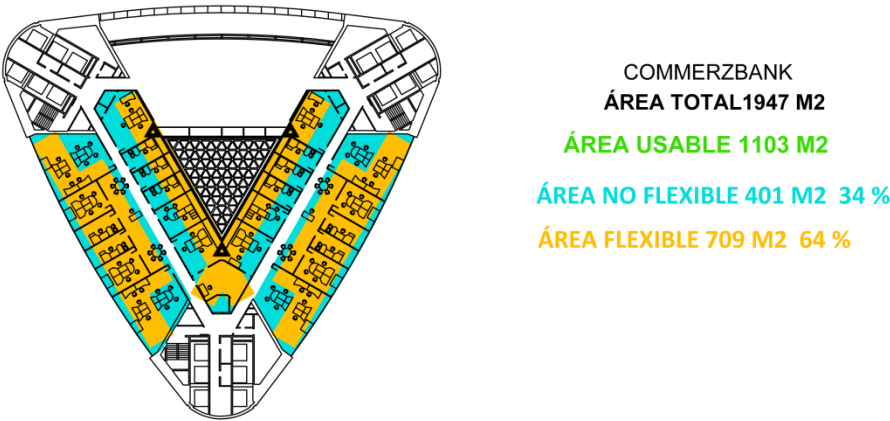 COMMERZBANK
ÁREA TOTAL1947 M2
ÁREA USABLE 1103 M2
ÁREA NO FLEXIBLE 401 M2 34 %
ÁREA FLEXIBLE 709 M2 64 %